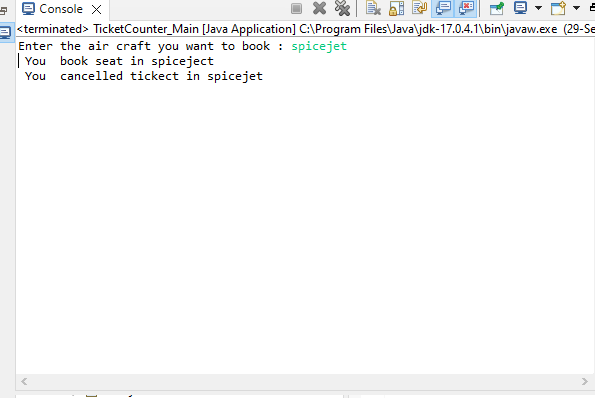 Console
<terminated> TicketCounter_Main [Java Application] C:\Program Files\Java\jdk-17.0.4.1\bin\javaw.exe (29-Se
Enter the air craft you want to book : spicejet
You  book seat in spiceject
You  cancelled tickect in spicejet